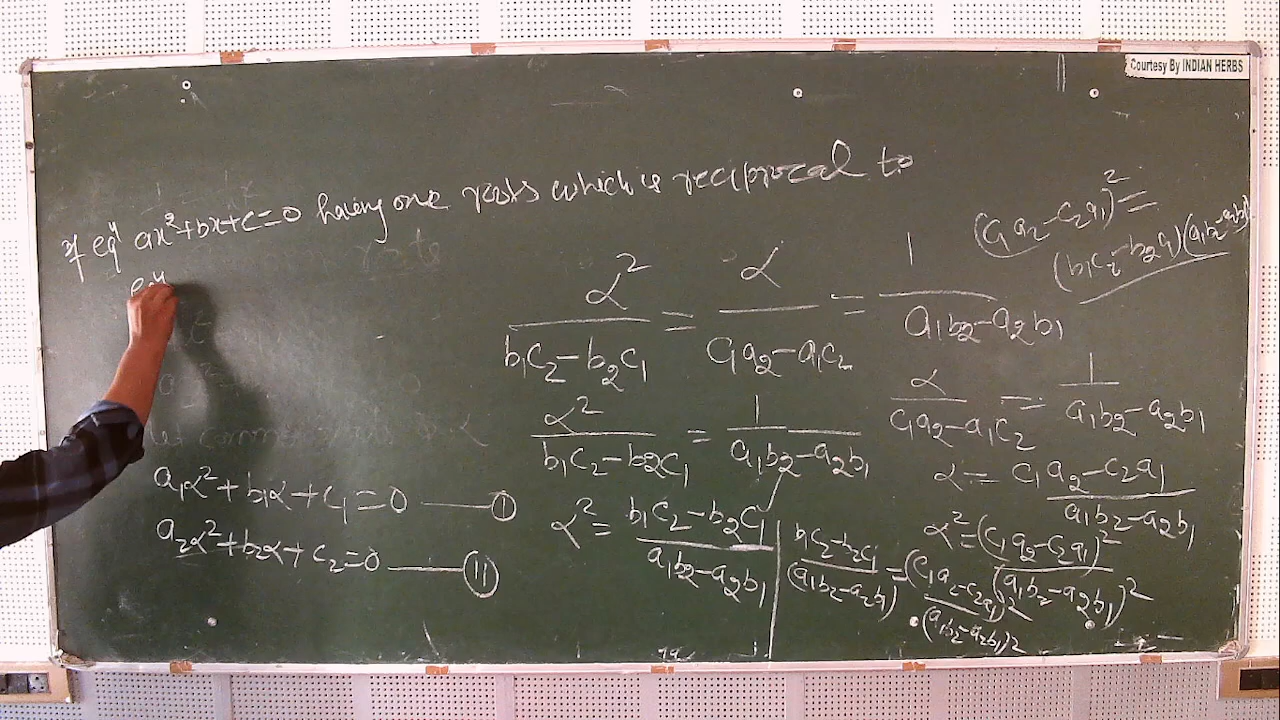 Courtesy By INDIAN HERBS
If eqⁿ ax²+bx+c=0 having one roots which is reciprocal to
eqⁿ
a₁α²+b₁α+c₁=0 —— (I)
a₂α²+b₂α+c₂=0 —— (II)
α²/(b₁c₂-b₂c₁) = α/(c₁a₂-a₁c₂) = 1/(a₁b₂-a₂b₁)
α²/(b₁c₂-b₂c₁) = 1/(a₁b₂-a₂b₁)
α² = (b₁c₂-b₂c₁)/(a₁b₂-a₂b₁)
α/(c₁a₂-a₁c₂) = 1/(a₁b₂-a₂b₁)
α = (c₁a₂-c₂a₁)/(a₁b₂-a₂b₁)
α² = (c₁a₂-c₂a₁)²/(a₁b₂-a₂b₁)²
(b₁c₂-b₂c₁)/(a₁b₂-a₂b₁) = (c₁a₂-c₂a₁)²/(a₁b₂-a₂b₁)²
(c₁a₂-c₂a₁)² =
(b₁c₂-b₂c₁)(a₁b₂-a₂b₁)